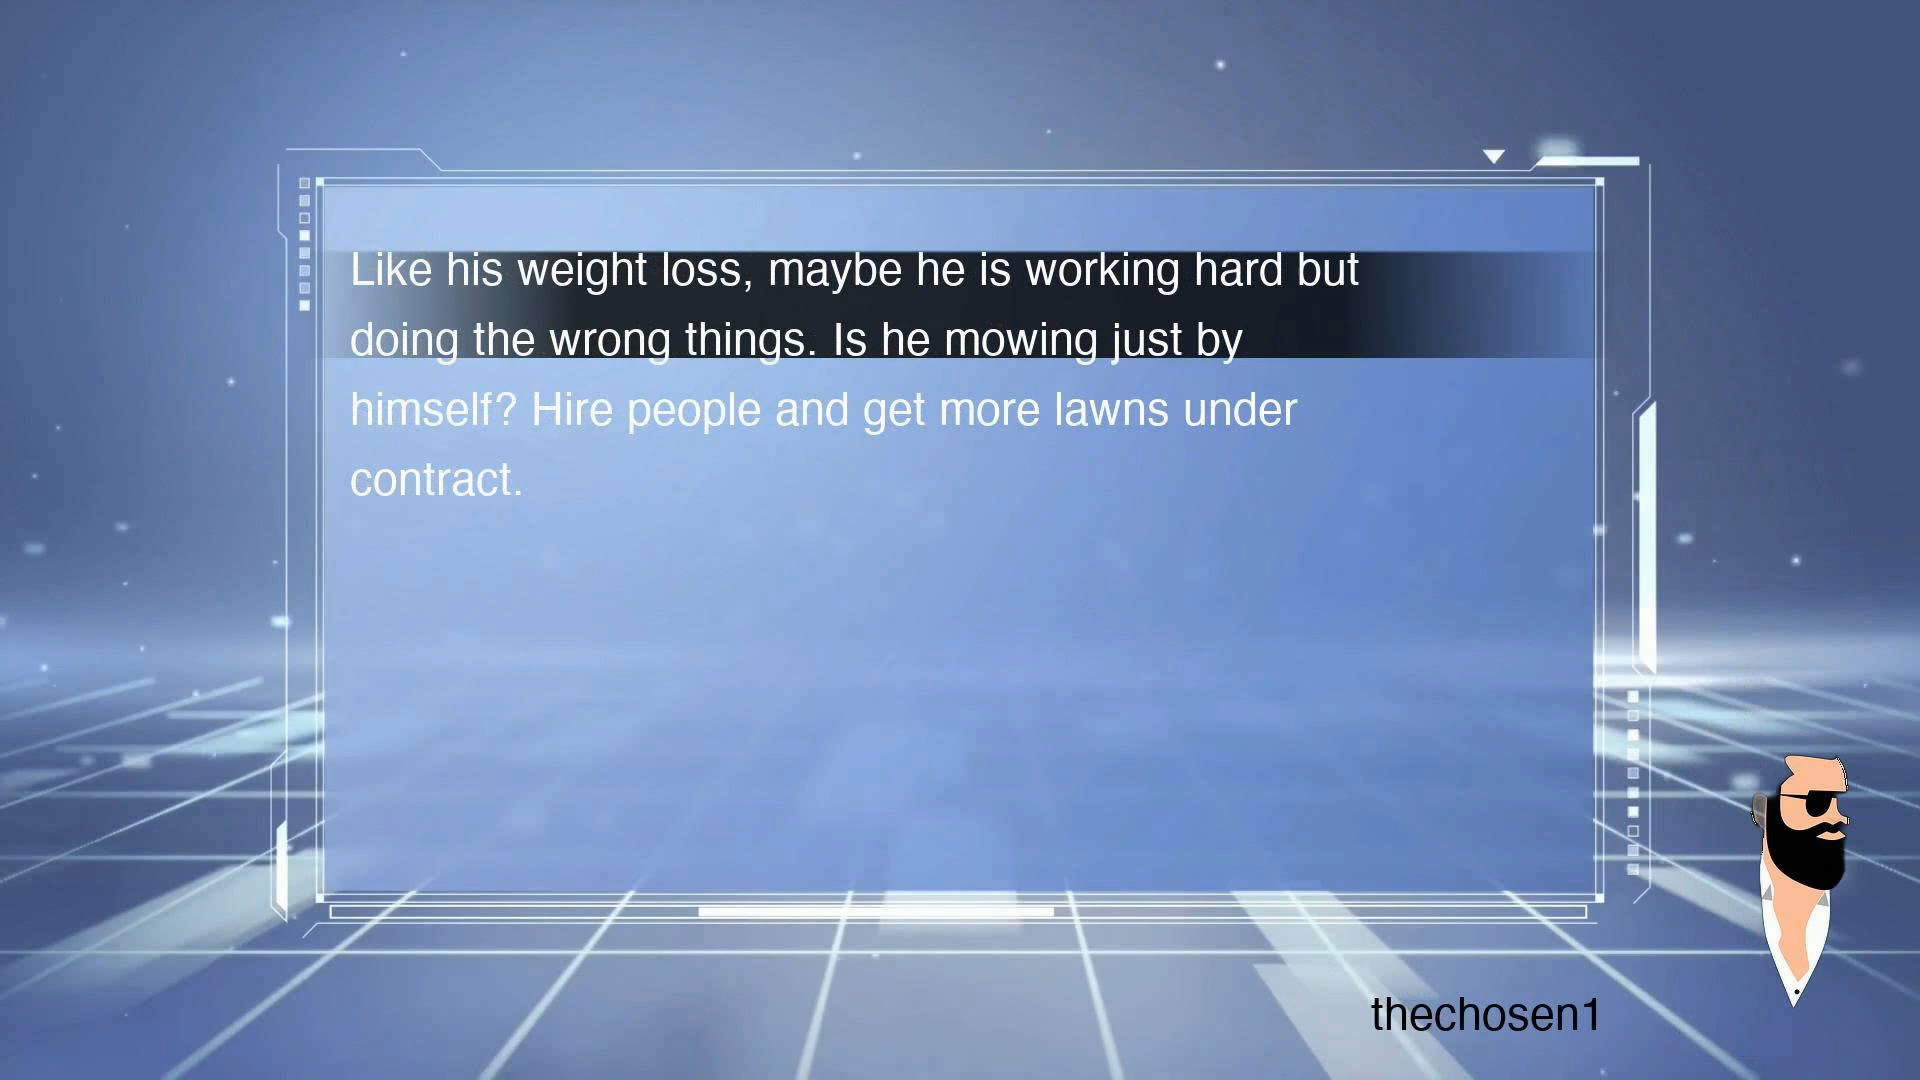 Like his weight loss, maybe he is working hard but
doing the wrong things. Is he mowing just by
himself? Hire people and get more lawns under
contract.
thechosen1